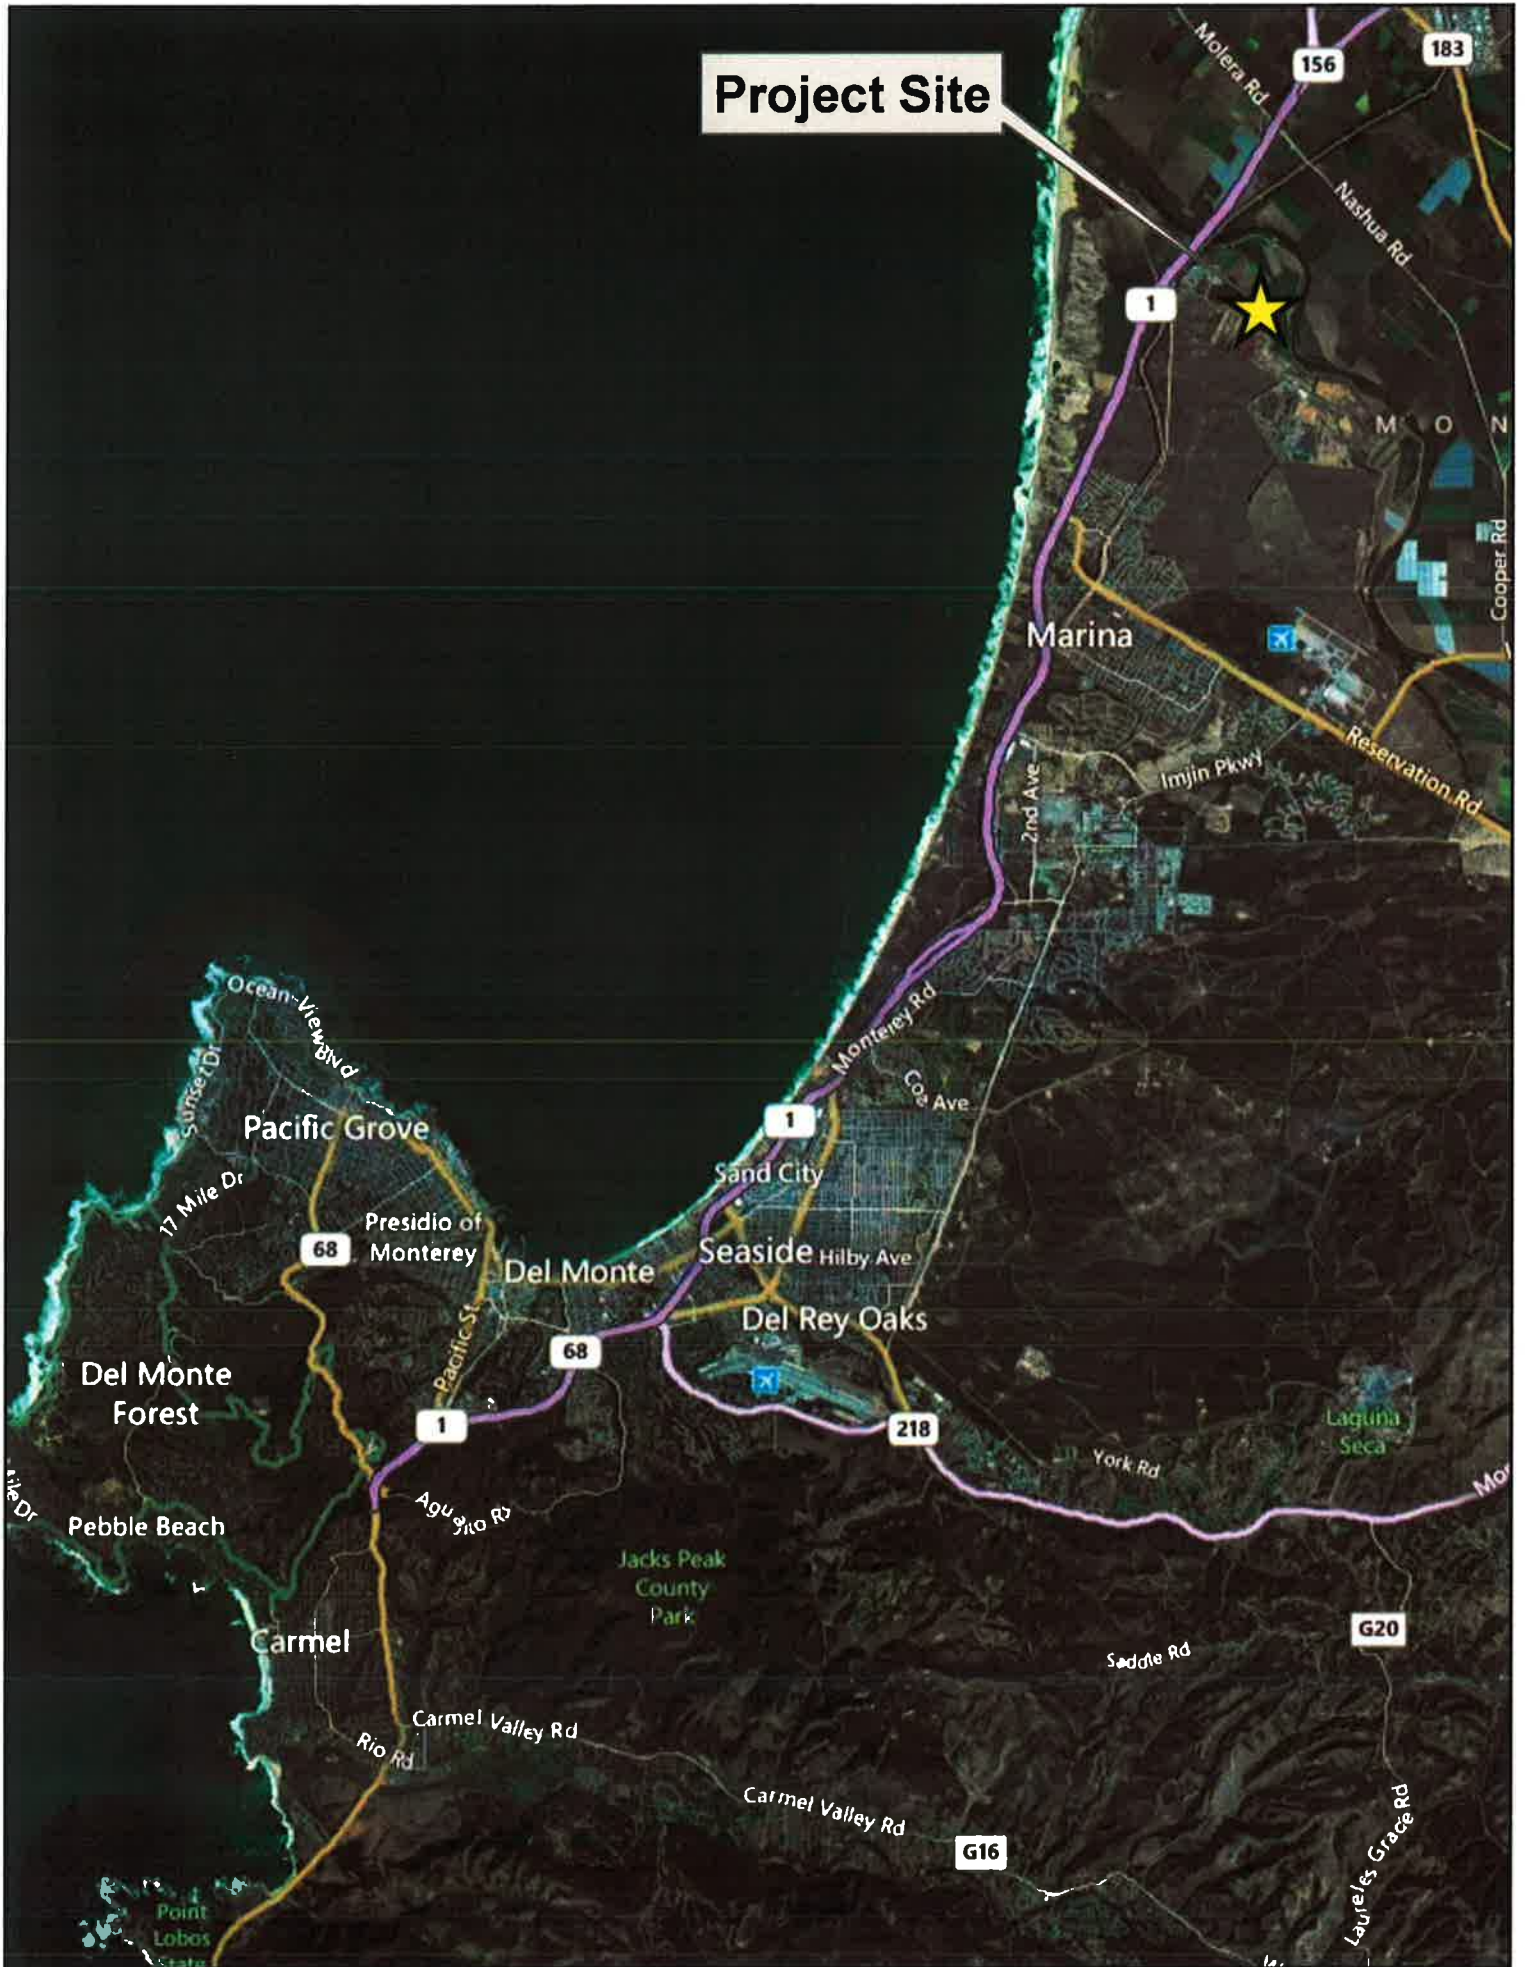 Project Site
Molera Rd
156
183
Nashua Rd
1
M O N
Cooper Rd
Marina
Reservation Rd
Imjin Pkwy
2nd Ave
Ocean View Blvd
Sunset Dr
Monterey Rd
Coe Ave
1
Pacific Grove
Sand City
17 Mile Dr
Presidio of
Monterey
68
Seaside
Hilby Ave
Del Monte
Del Rey Oaks
Pacific St
68
Del Monte
Forest
1
218
Laguna
Seca
York Rd
Mon
ile Dr
Pebble Beach
Jacks Peak
County
Park
Carmel
G20
Saddle Rd
Carmel Valley Rd
Rio Rd
Carmel Valley Rd
G16
Laureles Grade Rd
Point
Lobos
State